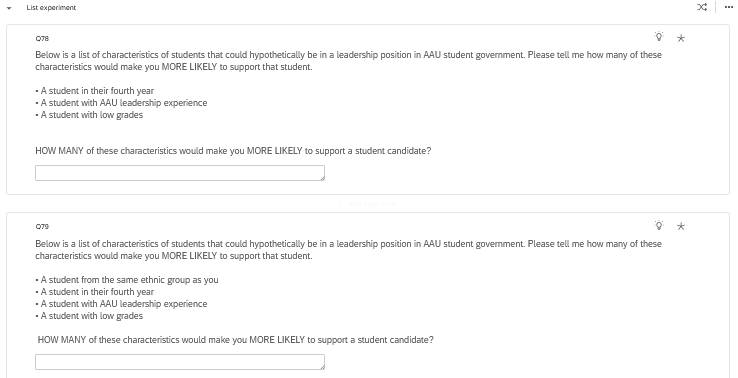 List experiment
Q78
Below is a list of characteristics of students that could hypothetically be in a leadership position in AAU student government. Please tell me how many of these
characteristics would make you MORE LIKELY to support that student.
• A student in their fourth year
• A student with AAU leadership experience
• A student with low grades
HOW MANY of these characteristics would make you MORE LIKELY to support a student candidate?
Q79
Below is a list of characteristics of students that could hypothetically be in a leadership position in AAU student government. Please tell me how many of these
characteristics would make you MORE LIKELY to support that student.
• A student from the same ethnic group as you
• A student in their fourth year
• A student with AAU leadership experience
• A student with low grades
HOW MANY of these characteristics would make you MORE LIKELY to support a student candidate?